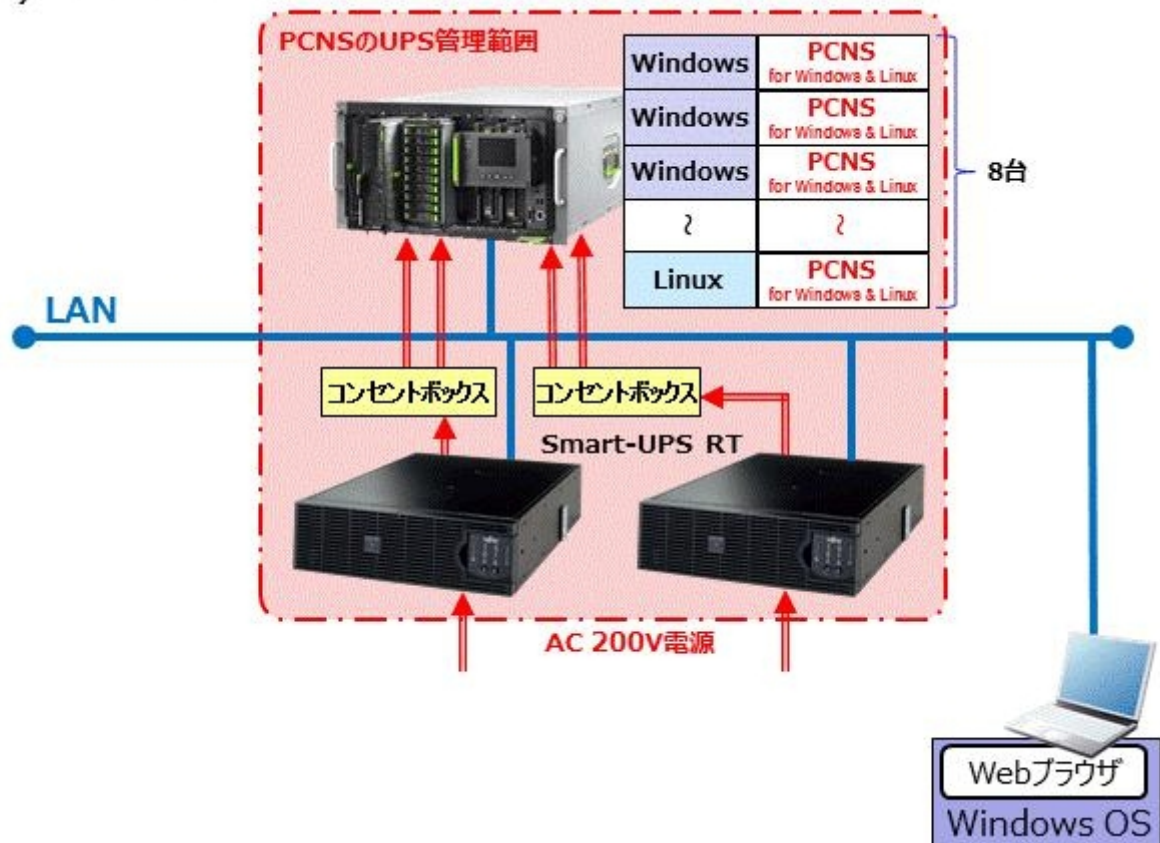 PCNSのUPS管理範囲
Windows
PCNS
for Windows & Linux
Windows
PCNS
for Windows & Linux
Windows
PCNS
for Windows & Linux
～
～
8台
Linux
PCNS
for Windows & Linux
LAN
コンセントボックス
コンセントボックス
Smart-UPS RT
AC 200V電源
Webブラウザ
Windows OS